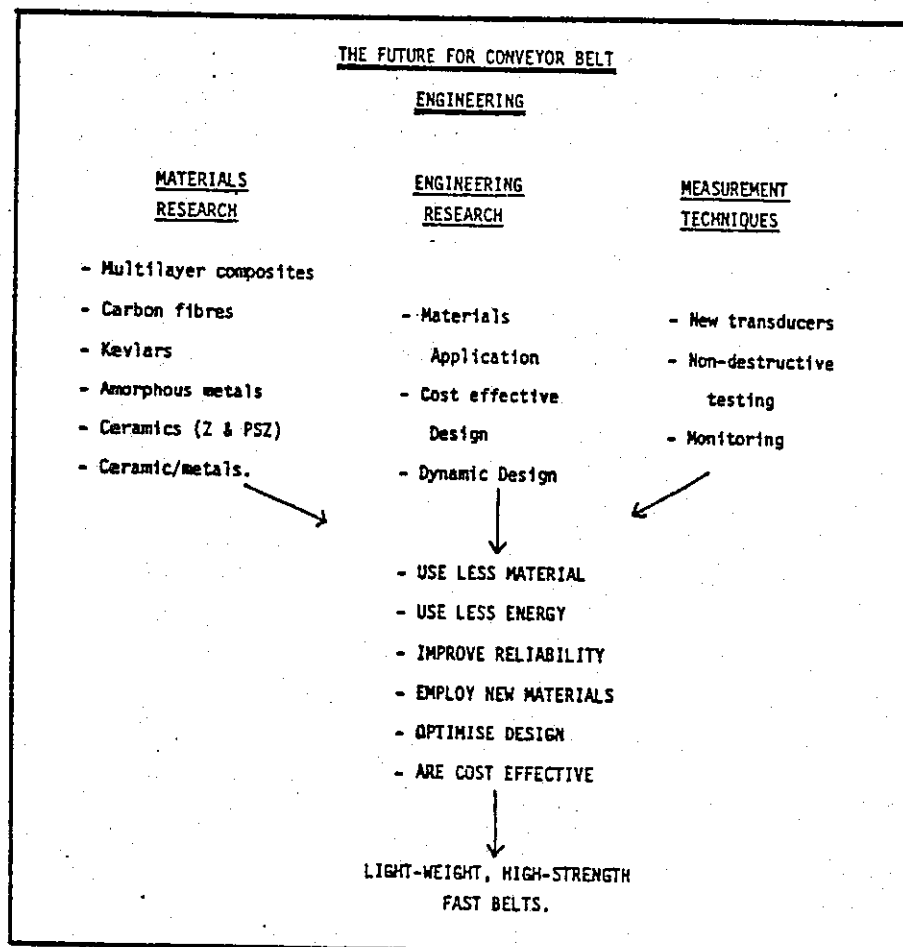 THE FUTURE FOR CONVEYOR BELT
ENGINEERING
MATERIALS
RESEARCH
- Multilayer composites
- Carbon fibres
- Kevlars
- Amorphous metals
- Ceramics (Z & PSZ)
- Ceramic/metals.
ENGINEERING
RESEARCH
- Materials
Application
- Cost effective
Design
- Dynamic Design
MEASUREMENT
TECHNIQUES
- New transducers
- Non-destructive
testing
- Monitoring
- USE LESS MATERIAL
- USE LESS ENERGY
- IMPROVE RELIABILITY
- EMPLOY NEW MATERIALS
- OPTIMISE DESIGN
- ARE COST EFFECTIVE
LIGHT-WEIGHT, HIGH-STRENGTH
FAST BELTS.